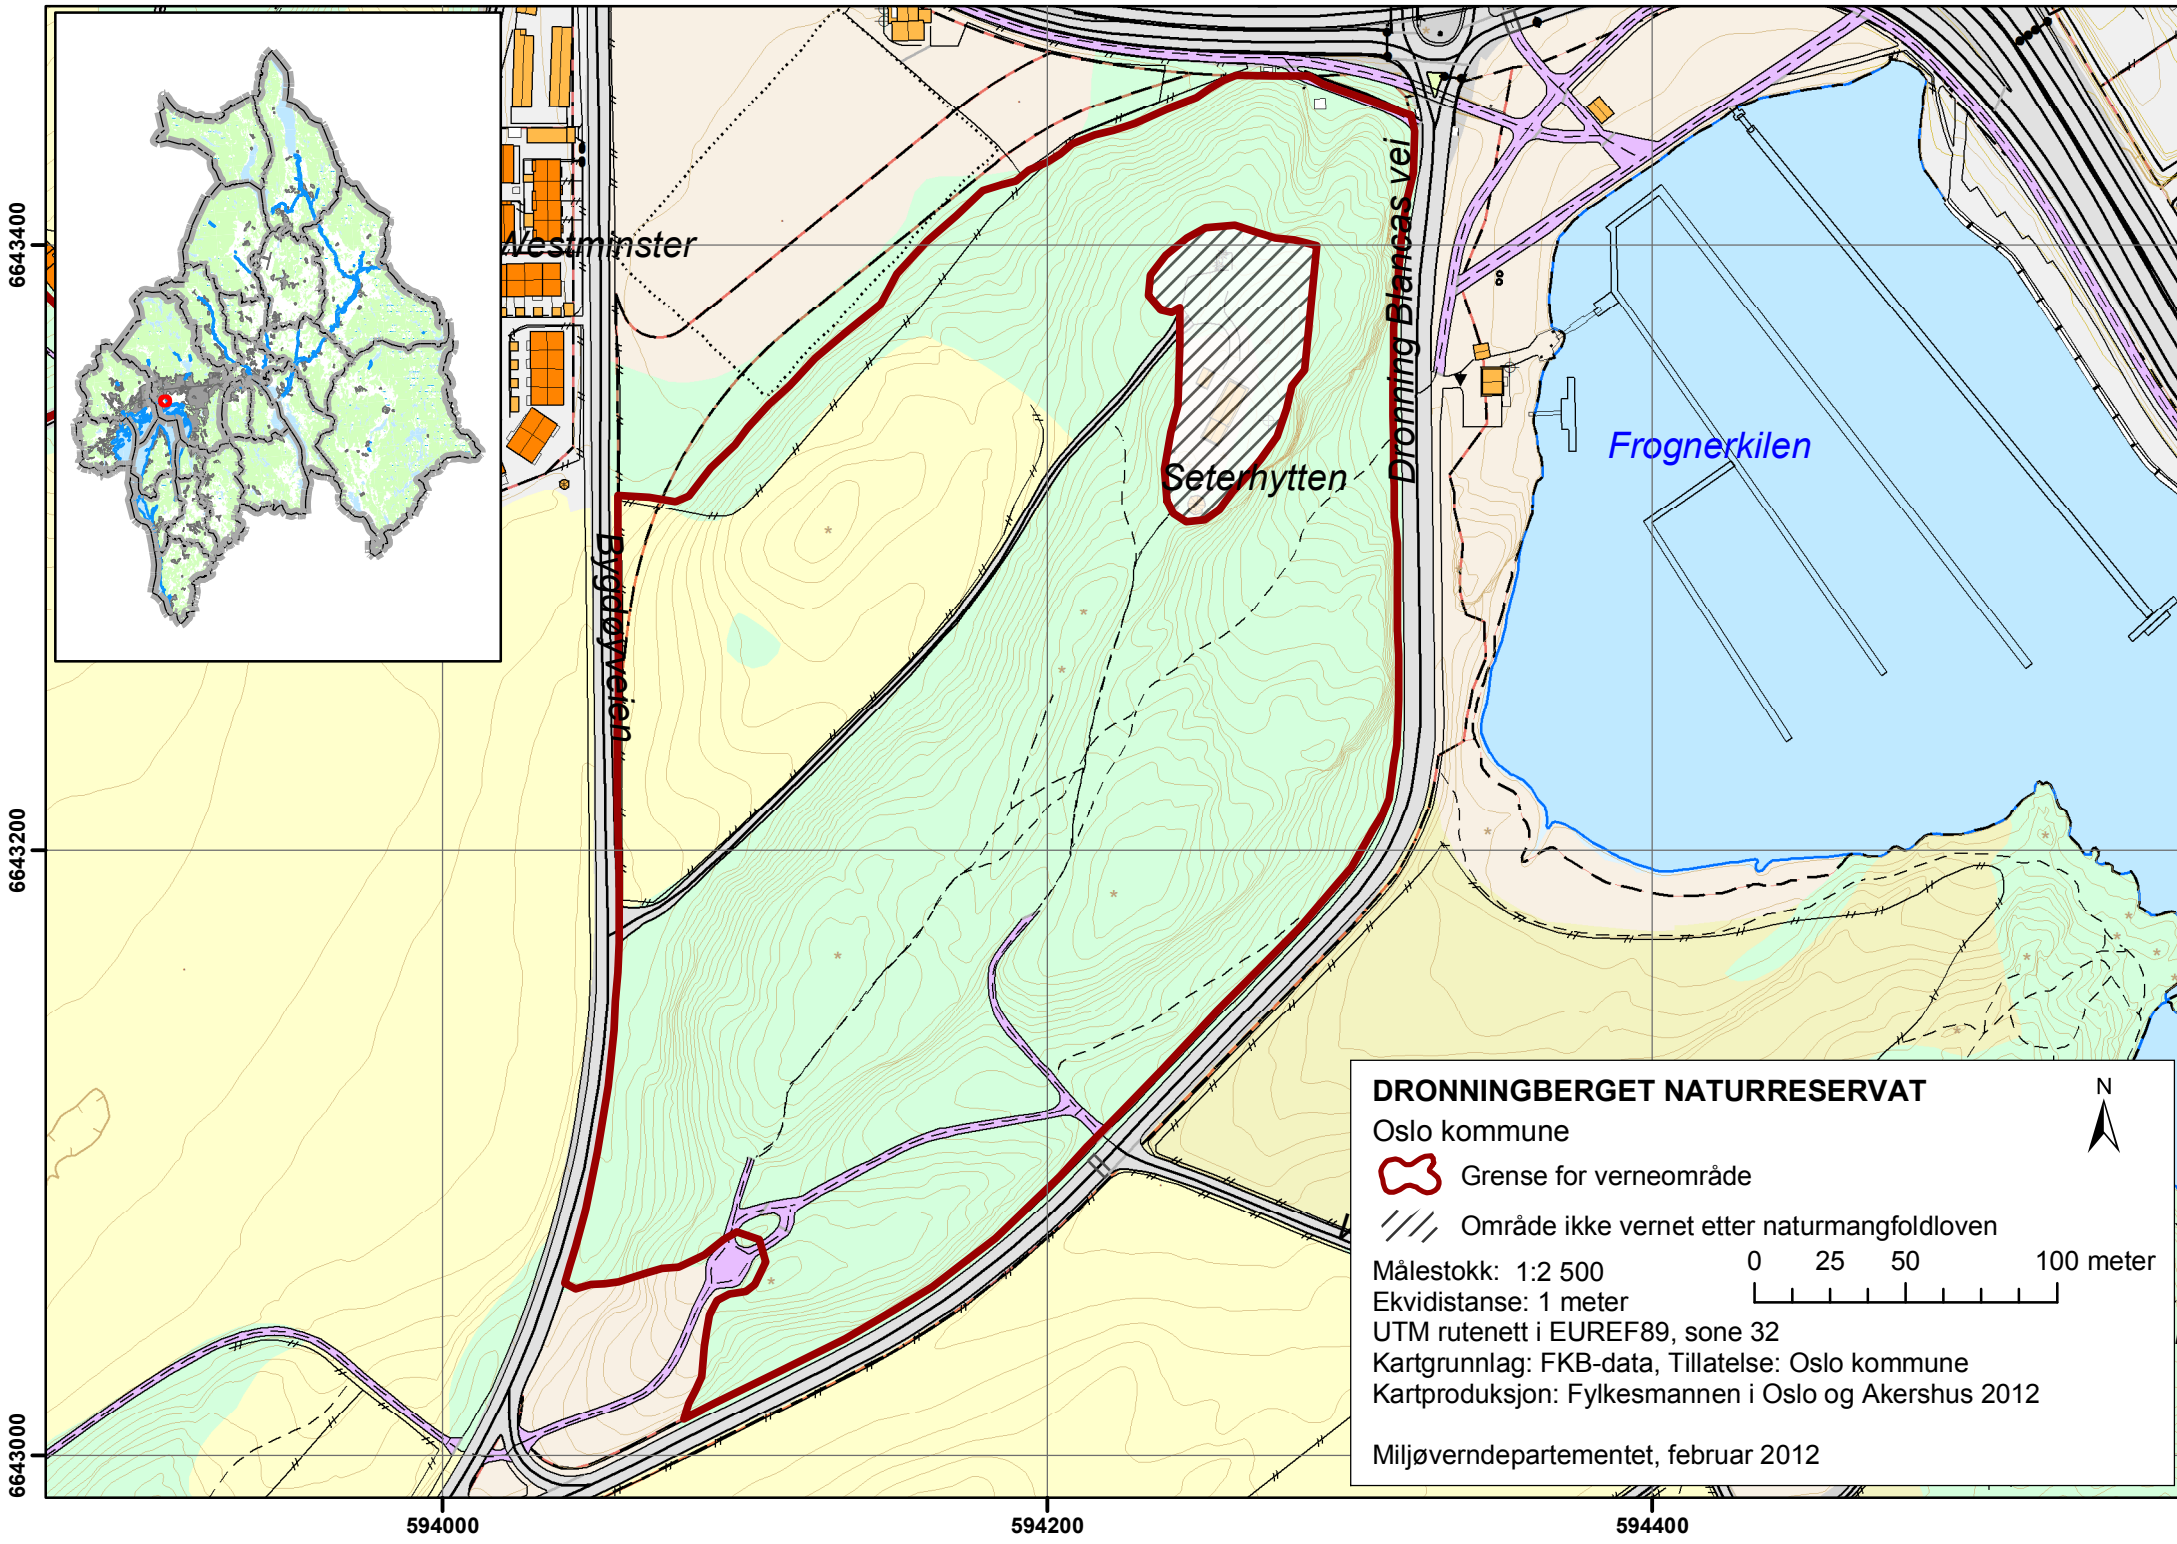 Westminster
Dronning Blancas vei
Frognerkilen
Seterhytten
Bygdøyveien
6643400
6643200
6643000
594000
594200
594400
DRONNINGBERGET NATURRESERVAT
N
Oslo kommune
Grense for verneområde
Område ikke vernet etter naturmangfoldloven
Målestokk: 1:2 500
0 25 50 100 meter
Ekvidistanse: 1 meter
UTM rutenett i EUREF89, sone 32
Kartgrunnlag: FKB-data, Tillatelse: Oslo kommune
Kartproduksjon: Fylkesmannen i Oslo og Akershus 2012
Miljøverndepartementet, februar 2012